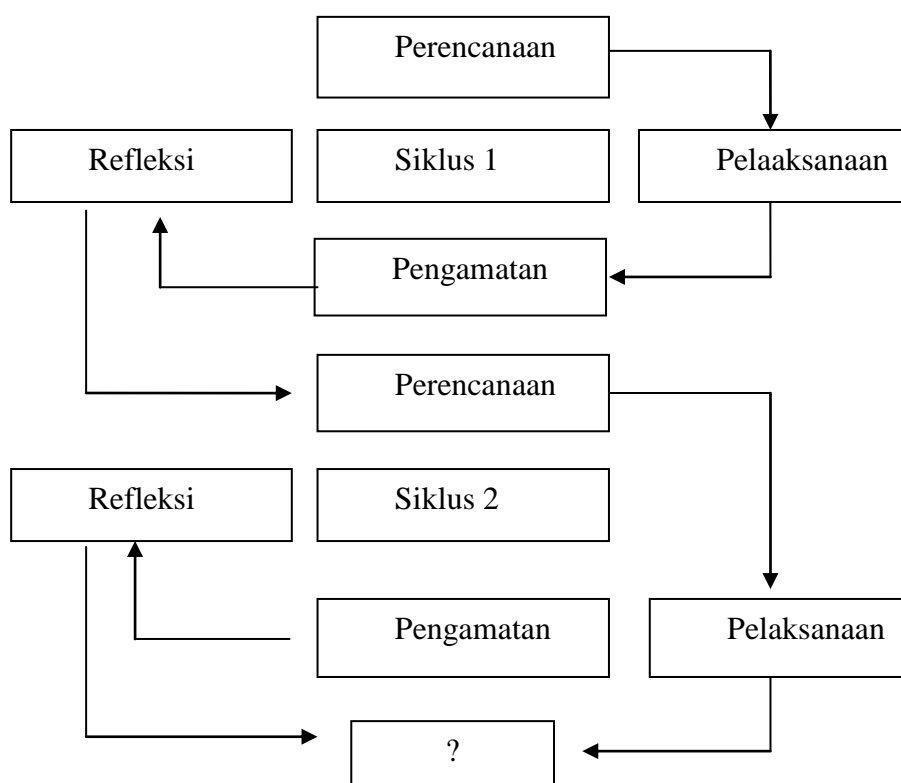 Perencanaan
Refleksi
Siklus 1
Pelaaksanaan
Pengamatan
Perencanaan
Refleksi
Siklus 2
Pengamatan
Pelaksanaan
?